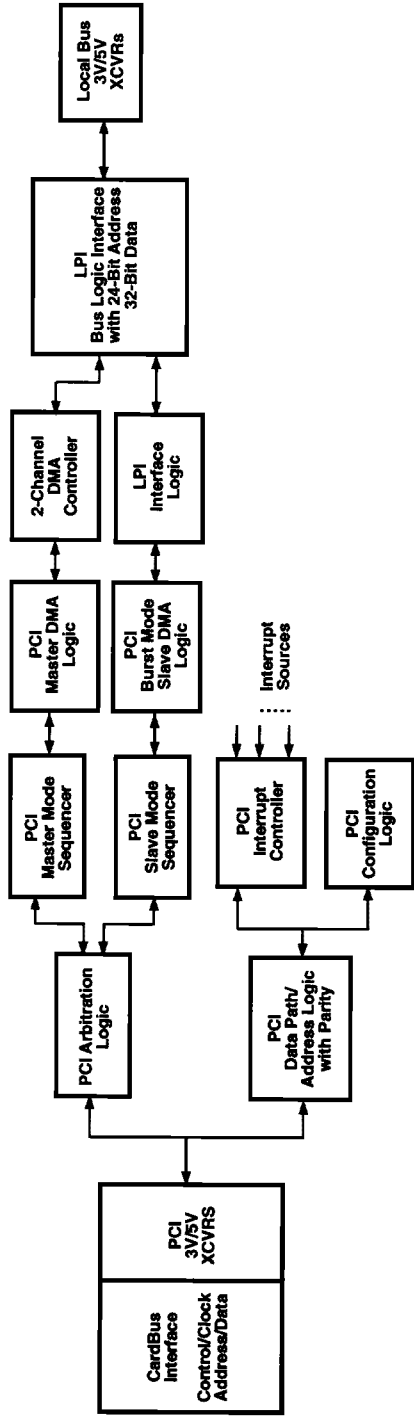 CardBus
Interface
Control/Clock
Address/Data
PCI
3V/5V
XCVRS
PCI Arbitration
Logic
PCI
Data Path/
Address Logic
with Parity
PCI
Master Mode
Sequencer
PCI
Slave Mode
Sequencer
PCI
Interrupt
Controller
PCI
Configuration
Logic
PCI
Master DMA
Logic
PCI
Burst Mode
Slave DMA
Logic
Interrupt
Sources
2-Channel
DMA
Controller
LPI
Interface
Logic
LPI
Bus Logic Interface
with 24-Bit Address
32-Bit Data
Local Bus
3V/5V
XCVRs